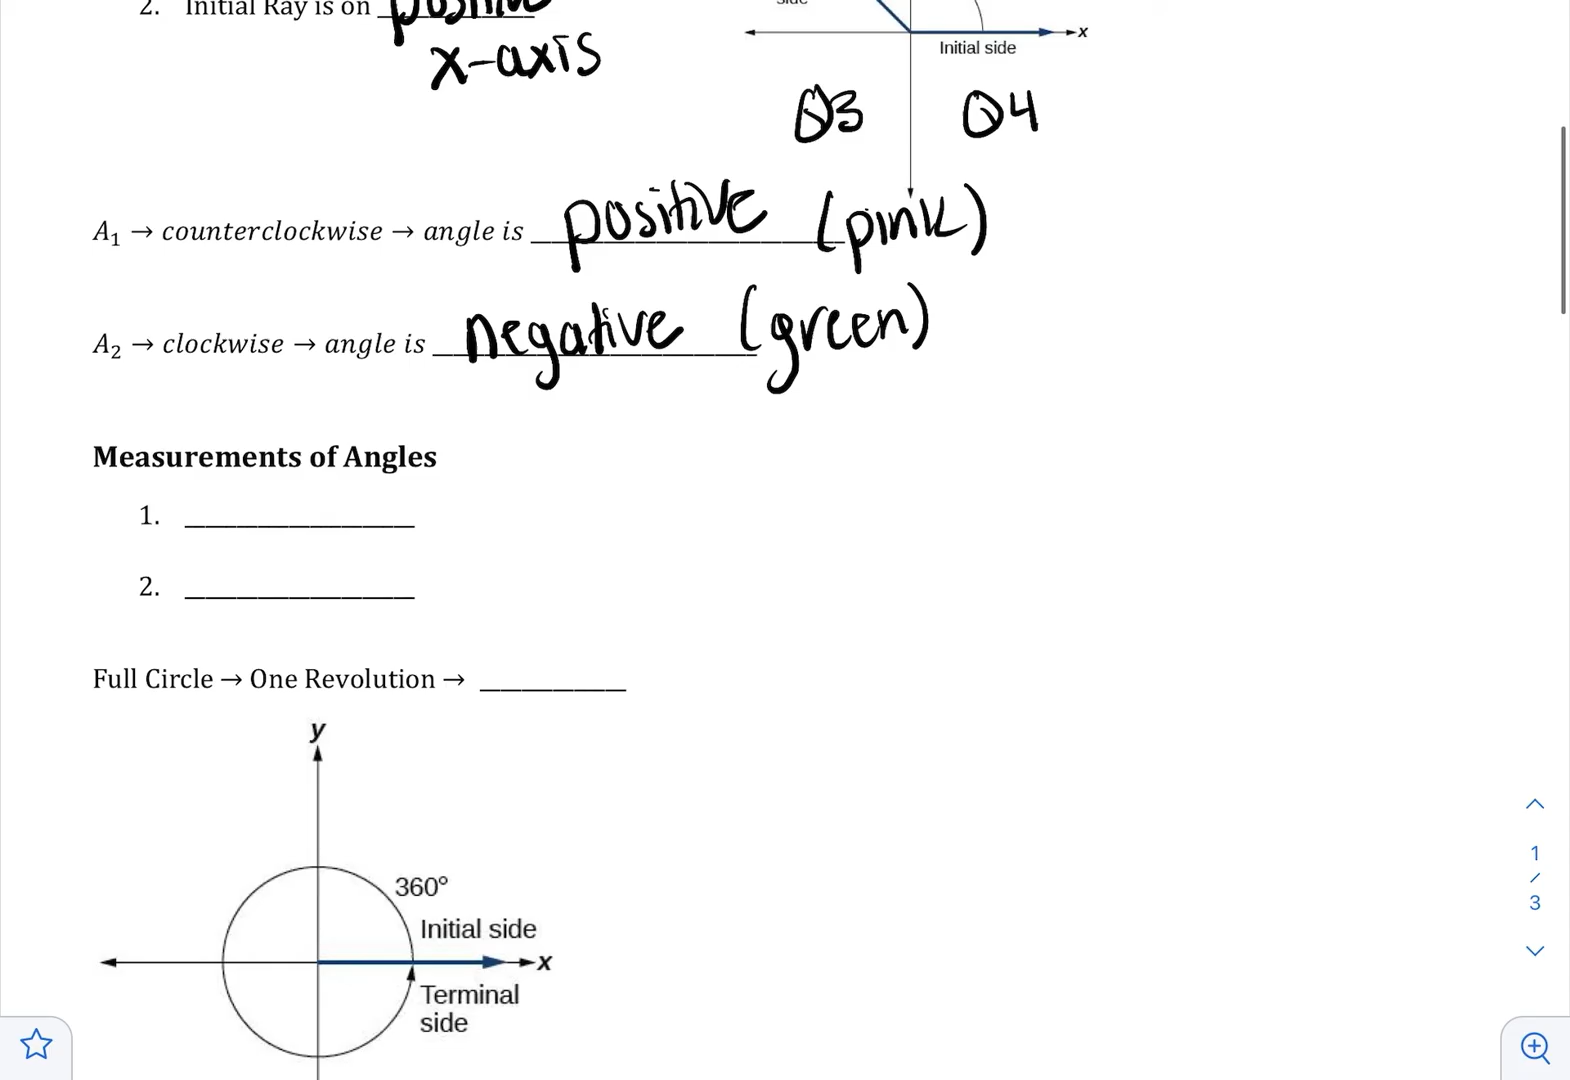 2. Initial Ray is on positive
x-axis
side
x
Initial side
Q3 Q4
A₁ → counterclockwise → angle is positive (pink)
A₂ → clockwise → angle is negative (green)
Measurements of Angles
1.
2.
Full Circle → One Revolution →
y
360°
Initial side
x
Terminal
side
1
/
3